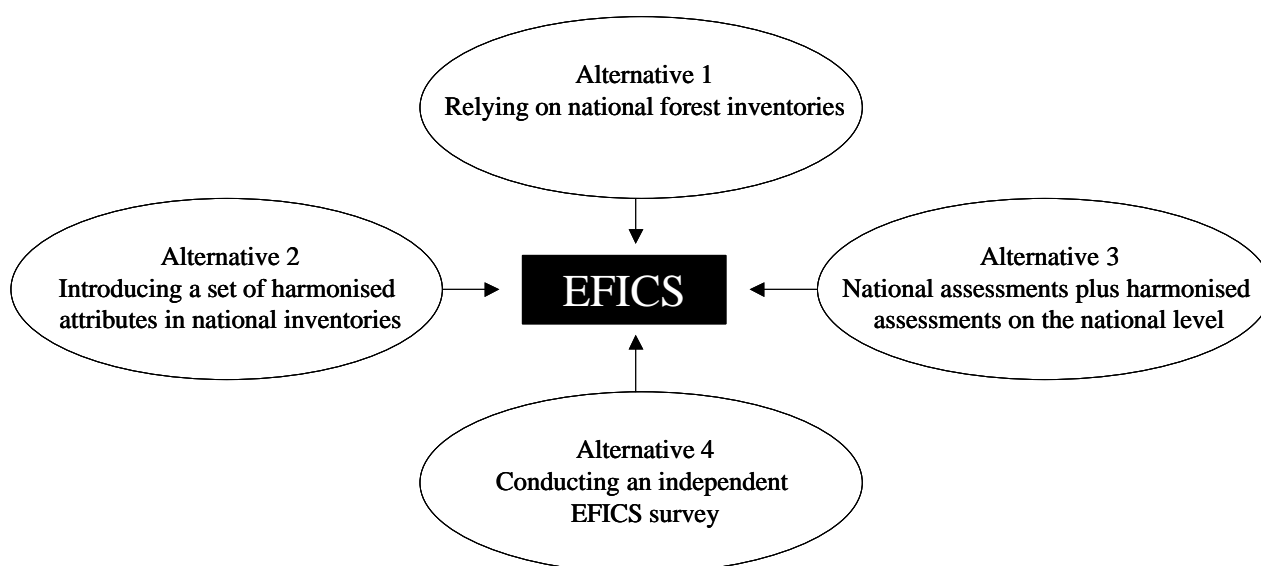 Alternative 1
Relying on national forest inventories
Alternative 2
Introducing a set of harmonised
attributes in national inventories
EFICS
Alternative 3
National assessments plus harmonised
assessments on the national level
Alternative 4
Conducting an independent
EFICS survey